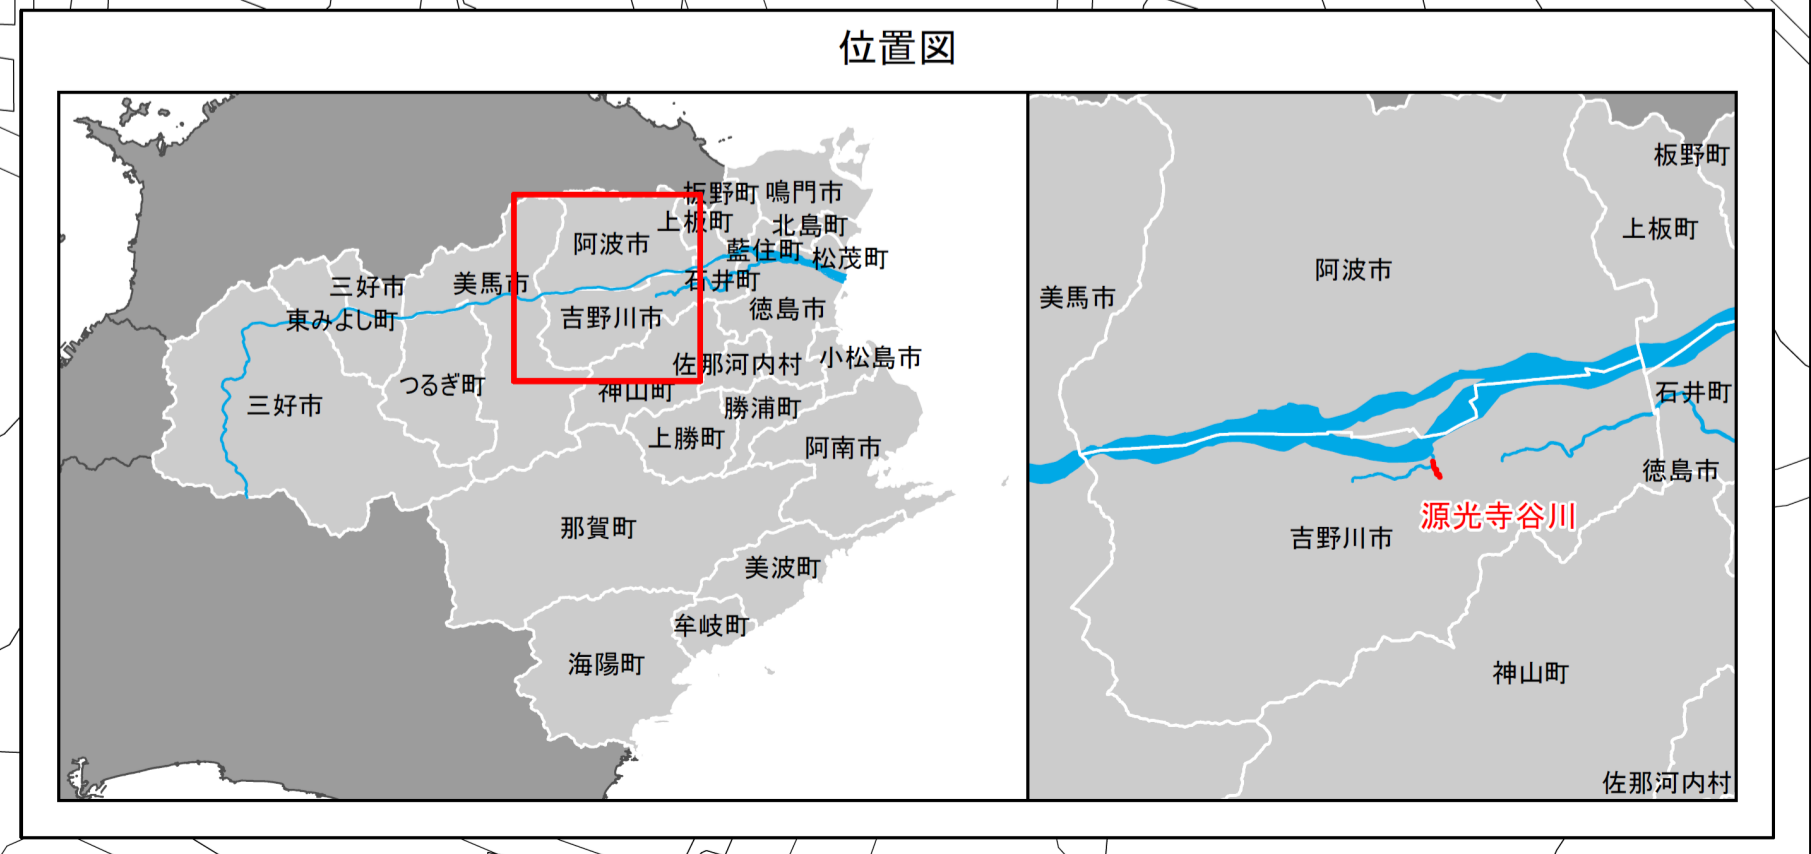 位置図
板野町
鳴門市
上板町
北島町
阿波市
藍住町
松茂町
三好市
美馬市
石井町
東みよし町
吉野川市
徳島市
佐那河内村
小松島市
つるぎ町
神山町
三好市
勝浦町
上勝町
阿南市
那賀町
美波町
牟岐町
海陽町
板野町
上板町
阿波市
美馬市
石井町
徳島市
源光寺谷川
吉野川市
神山町
佐那河内村